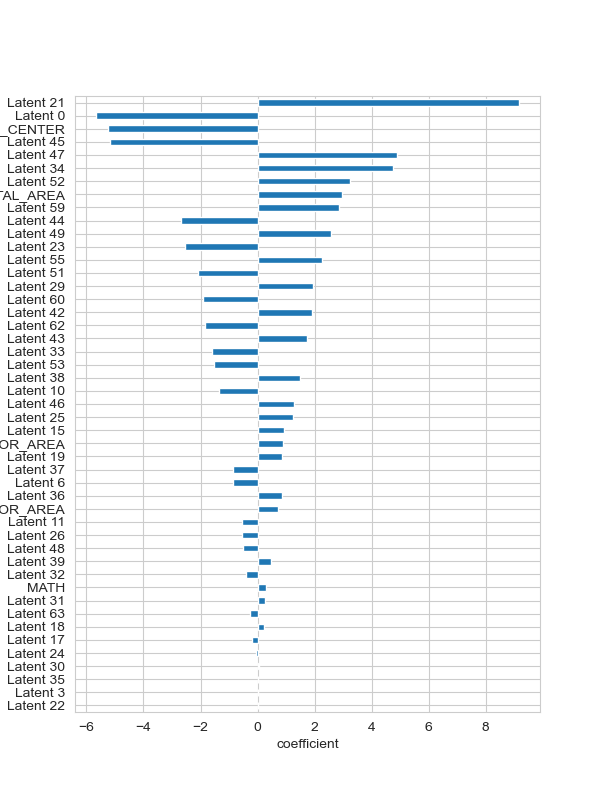 Latent 21
Latent 0
_CENTER
Latent 45
Latent 47
Latent 34
Latent 52
TAL_AREA
Latent 59
Latent 44
Latent 49
Latent 23
Latent 55
Latent 51
Latent 29
Latent 60
Latent 42
Latent 62
Latent 43
Latent 33
Latent 53
Latent 38
Latent 10
Latent 46
Latent 25
Latent 15
OR_AREA
Latent 19
Latent 37
Latent 6
Latent 36
OR_AREA
Latent 11
Latent 26
Latent 48
Latent 39
Latent 32
MATH
Latent 31
Latent 63
Latent 18
Latent 17
Latent 24
Latent 30
Latent 35
Latent 3
Latent 22
−6 −4 −2 0 2 4 6 8
coefficient